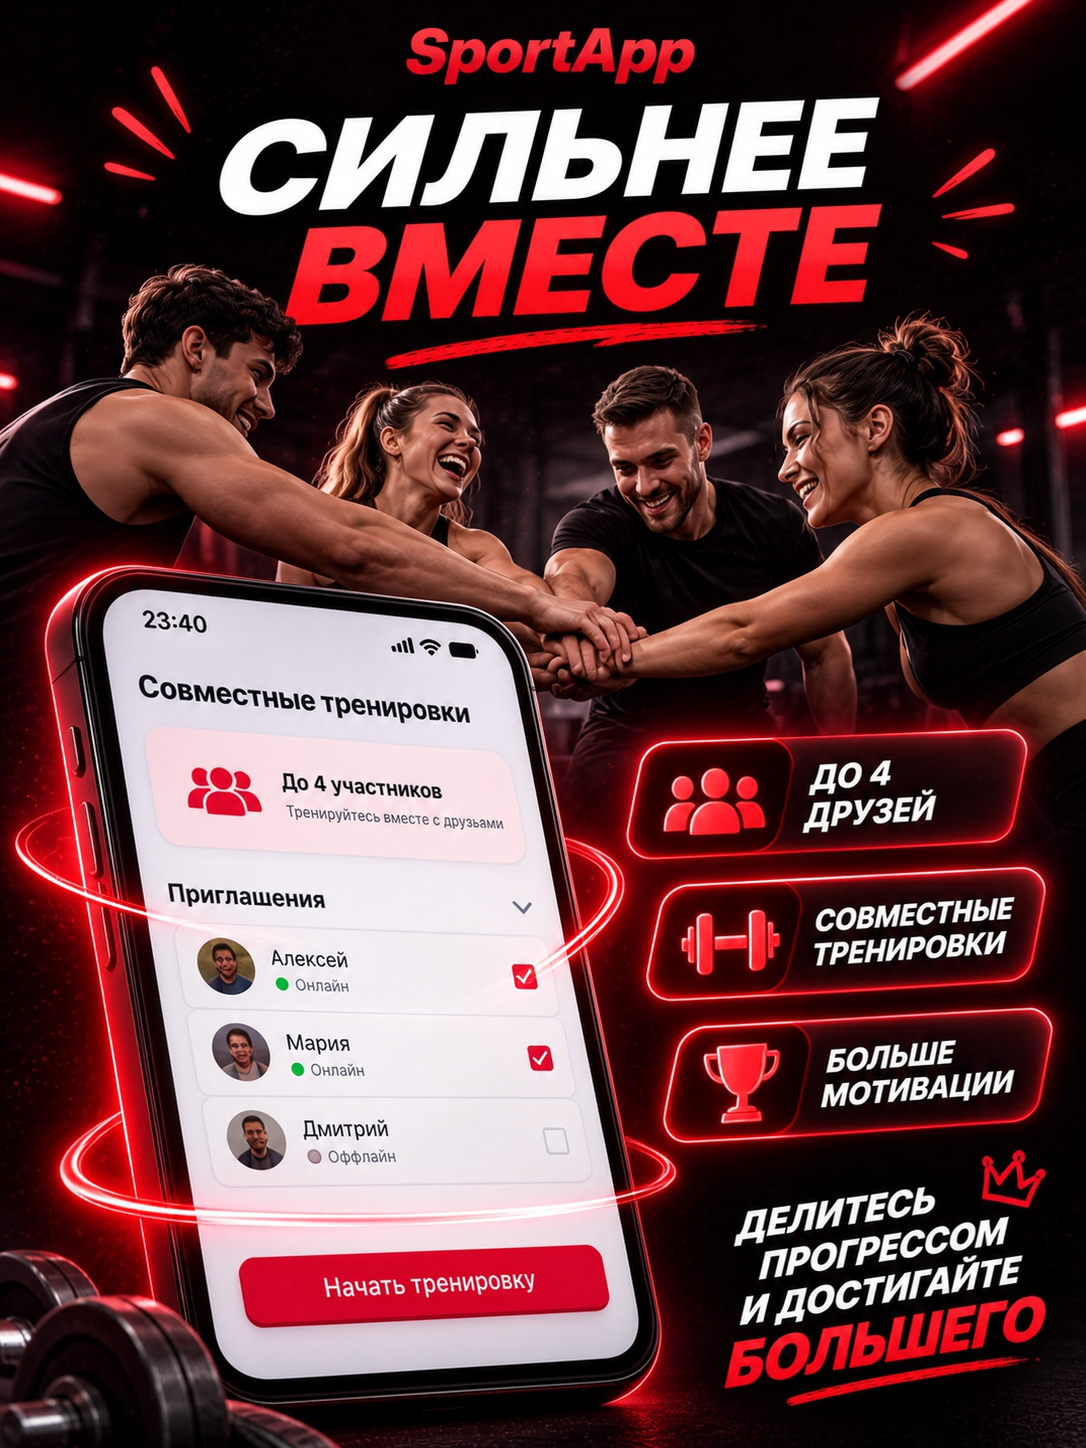 SportApp
СИЛЬНЕЕ
ВМЕСТЕ
23:40
Совместные тренировки
До 4 участников
Тренируйтесь вместе с друзьями
Приглашения
Алексей
Онлайн
Мария
Онлайн
Дмитрий
Оффлайн
Начать тренировку
ДО 4
ДРУЗЕЙ
СОВМЕСТНЫЕ
ТРЕНИРОВКИ
БОЛЬШЕ
МОТИВАЦИИ
ДЕЛИТЕСЬ
ПРОГРЕССОМ
И ДОСТИГАЙТЕ
БОЛЬШЕГО